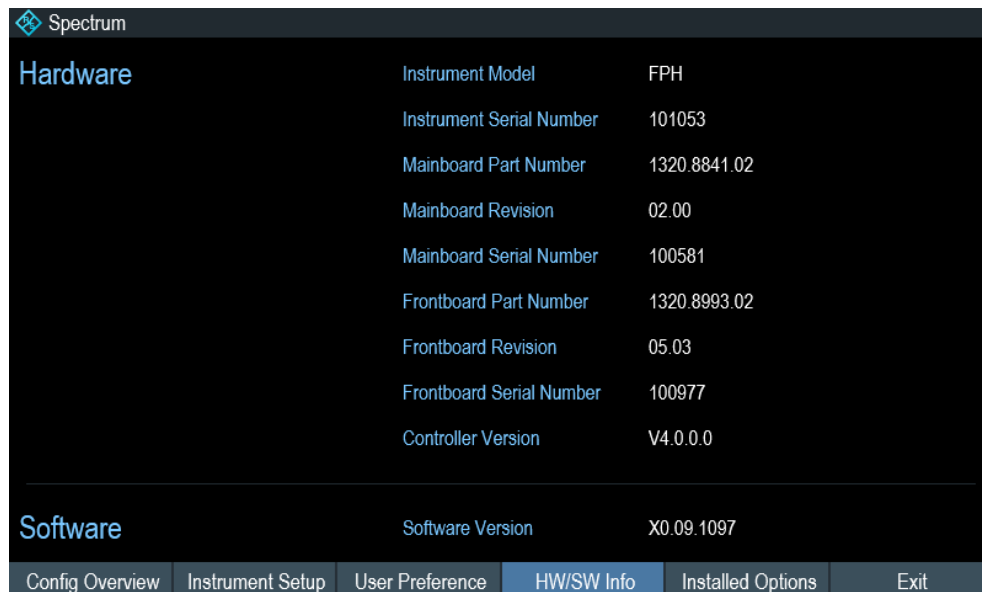 Spectrum
Hardware
Instrument Model FPH
Instrument Serial Number 101053
Mainboard Part Number 1320.8841.02
Mainboard Revision 02.00
Mainboard Serial Number 100581
Frontboard Part Number 1320.8993.02
Frontboard Revision 05.03
Frontboard Serial Number 100977
Controller Version V4.0.0.0
Software
Software Version X0.09.1097
Config Overview Instrument Setup User Preference HW/SW Info Installed Options Exit